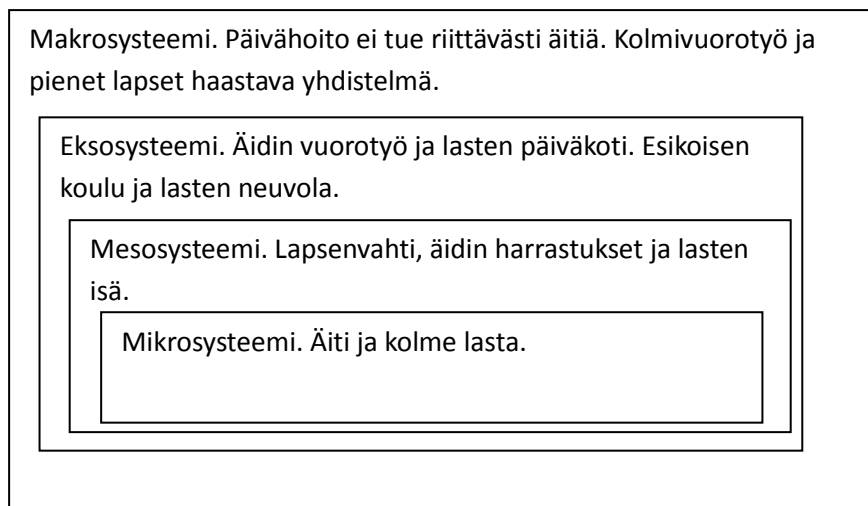 Makrosysteemi. Päivähoito ei tue riittävästi äitiä. Kolmivuorotyö ja
pienet lapset haastava yhdistelmä.
Eksosysteemi. Äidin vuorotyö ja lasten päiväkoti. Esikoisen
koulu ja lasten neuvola.
Mesosysteemi. Lapsenvahti, äidin harrastukset ja lasten
isä.
Mikrosysteemi. Äiti ja kolme lasta.